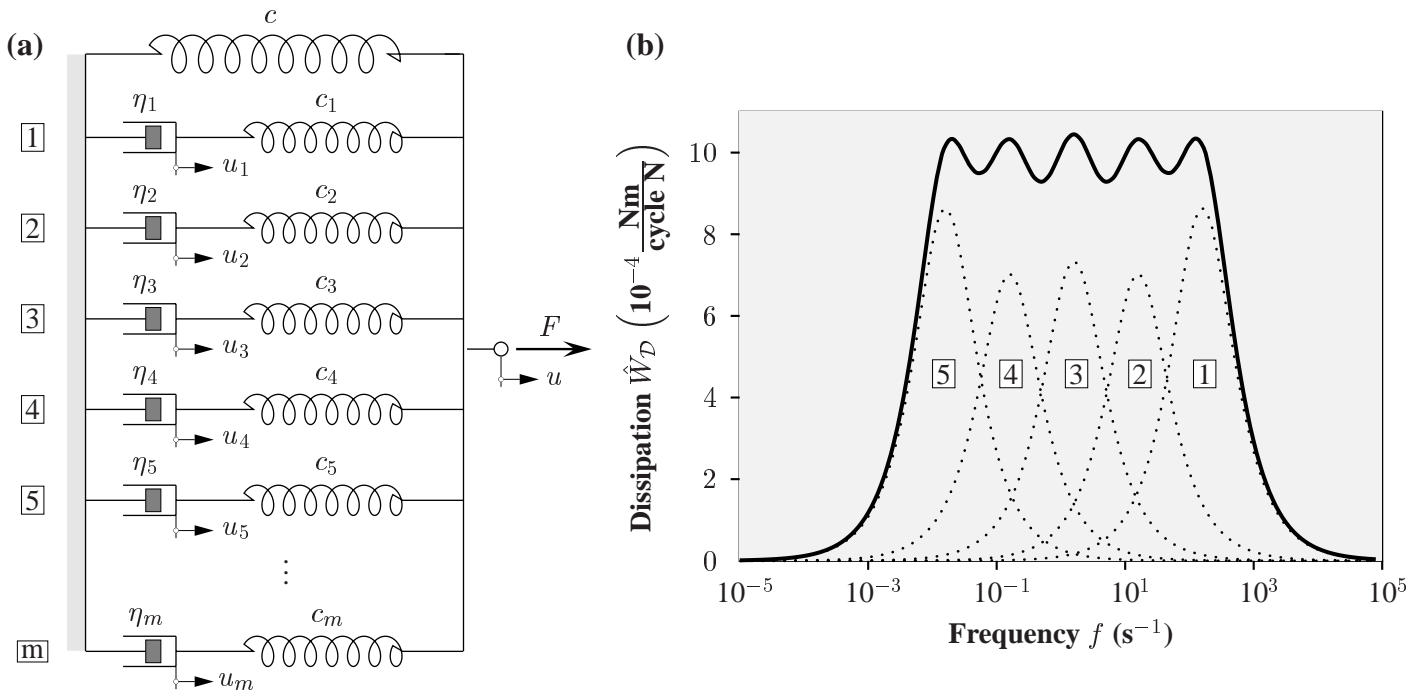 (a)
c
1
η₁
c₁
u₁
2
η₂
c₂
u₂
3
η₃
c₃
u₃
4
η₄
c₄
u₄
5
η₅
c₅
u₅
⋮
m
ηₘ
cₘ
uₘ
F
u
(b)
Dissipation Ŵ_𝒟 (10⁻⁴ Nm/cycle N)
10
8
6
4
2
0
5 4 3 2 1
10⁻⁵ 10⁻³ 10⁻¹ 10¹ 10³ 10⁵
Frequency f (s⁻¹)